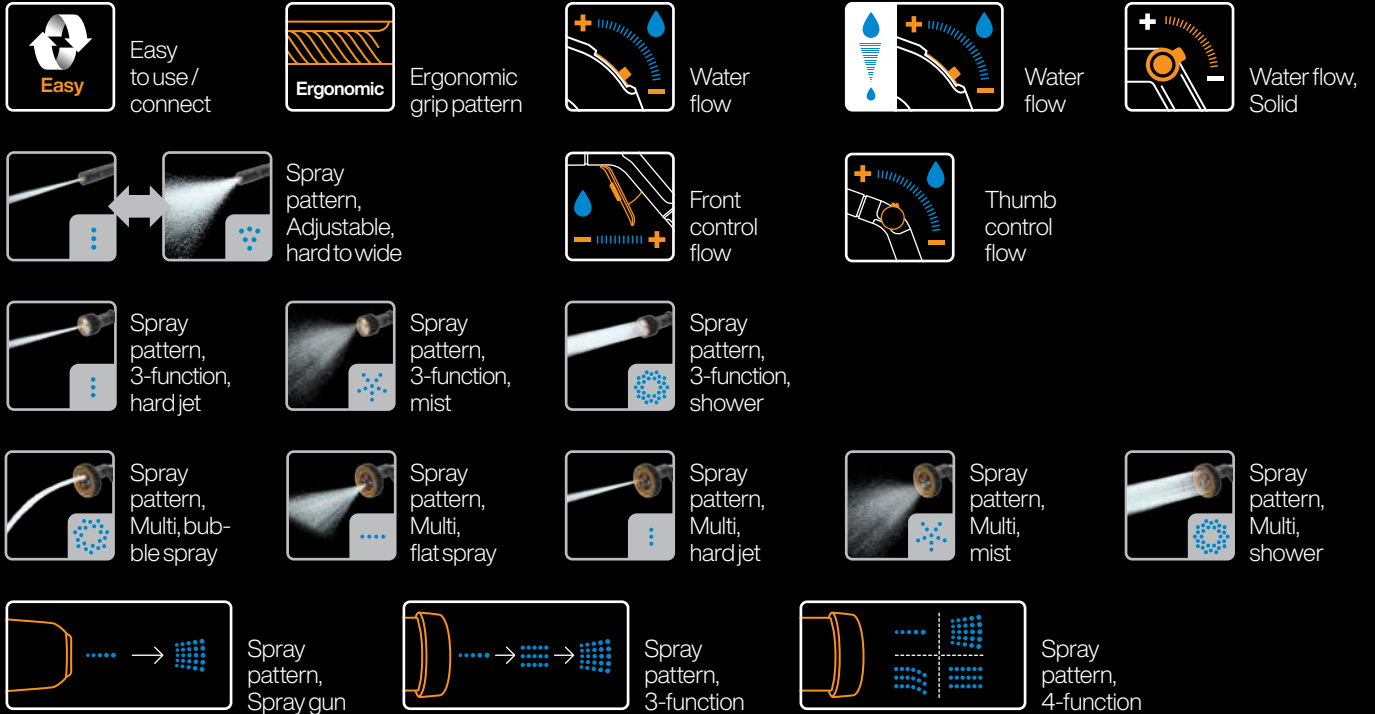 Easy
Easy
to use /
connect
Ergonomic
Ergonomic
grip pattern
Water
flow
Water
flow
Water flow,
Solid
Spray
pattern,
Adjustable,
hard to wide
Front
control
flow
Thumb
control
flow
Spray
pattern,
3-function,
hard jet
Spray
pattern,
3-function,
mist
Spray
pattern,
3-function,
shower
Spray
pattern,
Multi, bub-
ble spray
Spray
pattern,
Multi,
flat spray
Spray
pattern,
Multi,
hard jet
Spray
pattern,
Multi,
mist
Spray
pattern,
Multi,
shower
Spray
pattern,
Spray gun
Spray
pattern,
3-function
Spray
pattern,
4-function